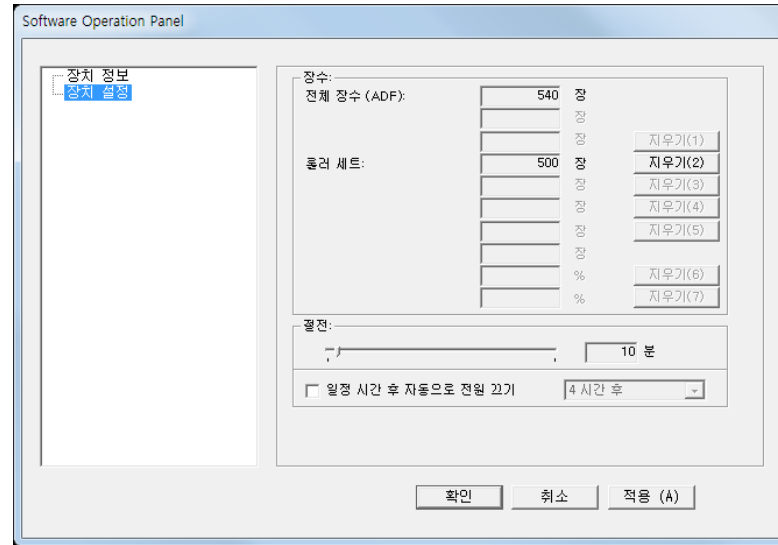 Software Operation Panel
장치 정보
장치 설정
장수:
전체 장수 (ADF): 540 장
장
장 지우기(1)
롤러 세트: 500 장 지우기(2)
장 지우기(3)
장 지우기(4)
장 지우기(5)
장
% 지우기(6)
% 지우기(7)
절전:
10 분
일정 시간 후 자동으로 전원 끄기 4 시간 후
확인 취소 적용 (A)